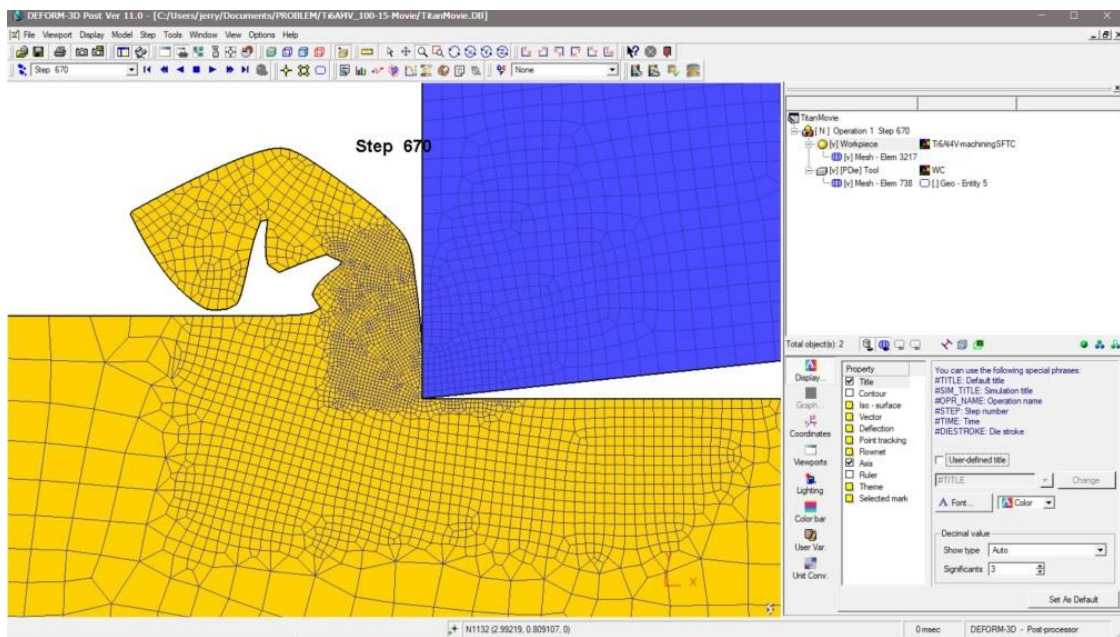 DEFORM-3D Post Ver 11.0 - [C:/Users/jerry/Documents/PROBLEM/Ti6Al4V_100-15-Movie/TitanMovie.DB]
File Viewport Display Model Step Tools Window View Options Help
Step 670
None
Step 670
TitanMovie
[ N ] Operation 1 Step 670
[v] Workpiece
Ti6Al4V-machiningSFTC
[v] Mesh - Elem 3217
[v] [PDie] Tool
WC
[v] Mesh - Elem 738
[ ] Geo - Entity 5
Total object(s): 2
Display...
Graph...
Coordinates
Viewports
Lighting
Color bar
User Var.
Unit Conv.
Property
Title
Contour
Iso - surface
Vector
Deflection
Point tracking
Flownet
Axis
Ruler
Theme
Selected mark
You can use the following special phrases:
#TITLE: Default title
#SIM_TITLE: Simulation title
#OPR_NAME: Operation name
#STEP: Step number
#TIME: Time
#DIESTROKE: Die stroke
User-defined title
#TITLE
Change
A Font...
Color
Decimal value
Show type Auto
Significants 3
Set As Default
Y
X
N1132 (2.99219, 0.809107, 0)
0 msec
DEFORM-3D - Post-processor